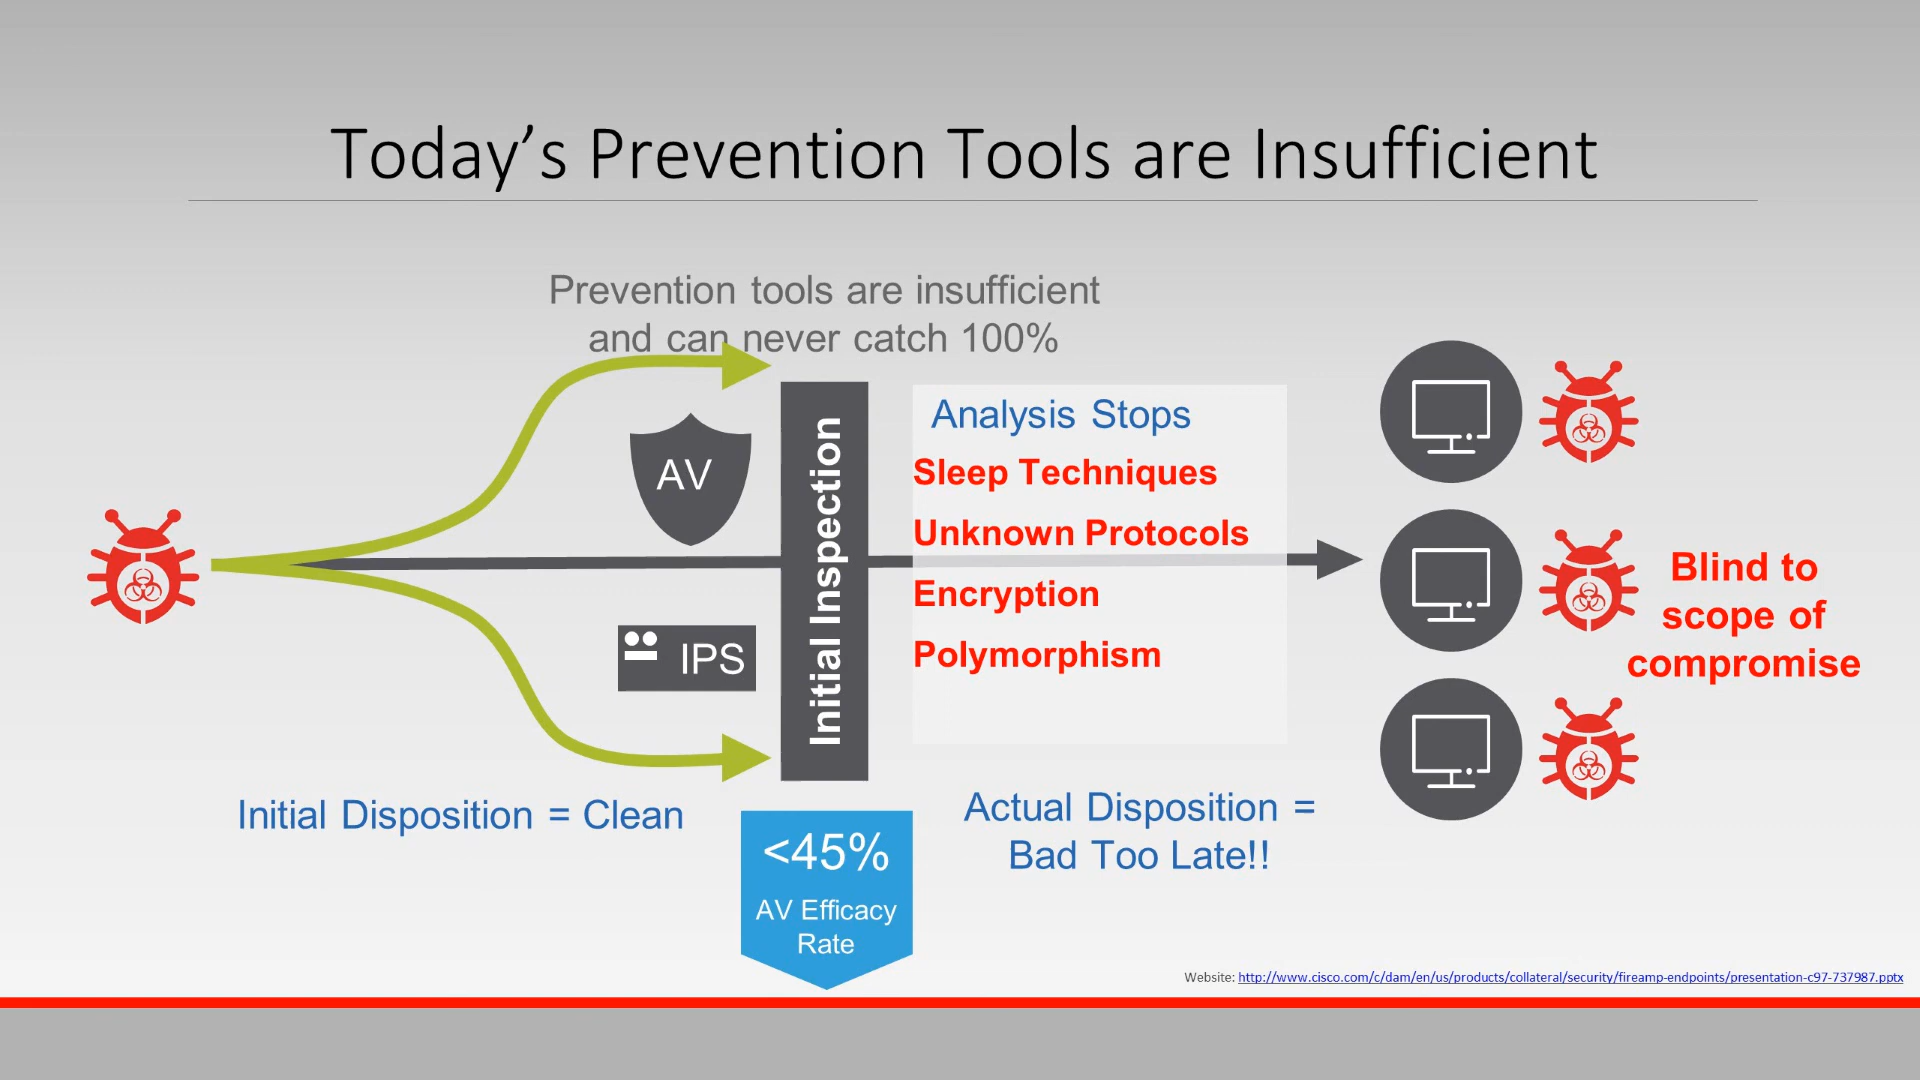 Today’s Prevention Tools are Insufficient
Prevention tools are insufficient
and can never catch 100%
AV
IPS
Initial Inspection
Analysis Stops
Sleep Techniques
Unknown Protocols
Encryption
Polymorphism
Blind to
scope of
compromise
Initial Disposition = Clean
<45%
AV Efficacy
Rate
Actual Disposition =
Bad Too Late!!
Website: http://www.cisco.com/c/dam/en/us/products/collateral/security/fireamp-endpoints/presentation-c97-737987.pptx